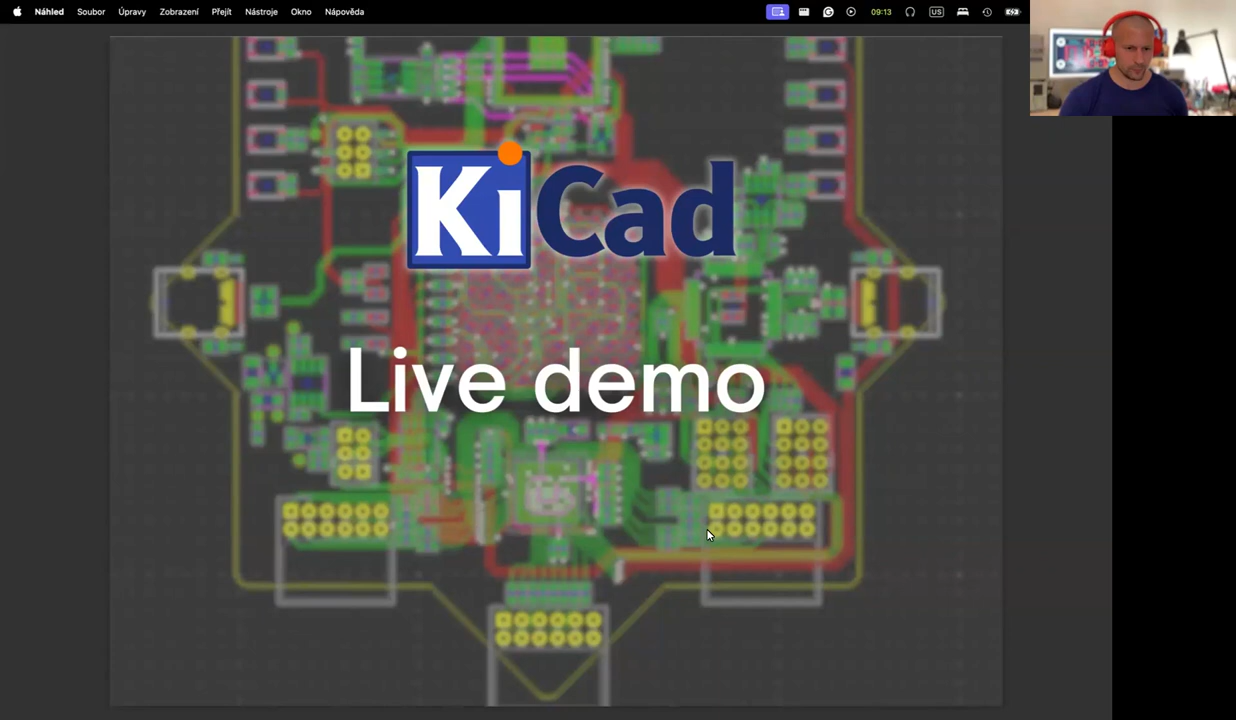 Náhled Soubor Úpravy Zobrazení Přejít Nástroje Okno Nápověda 09:13 US
KiCad
Live demo